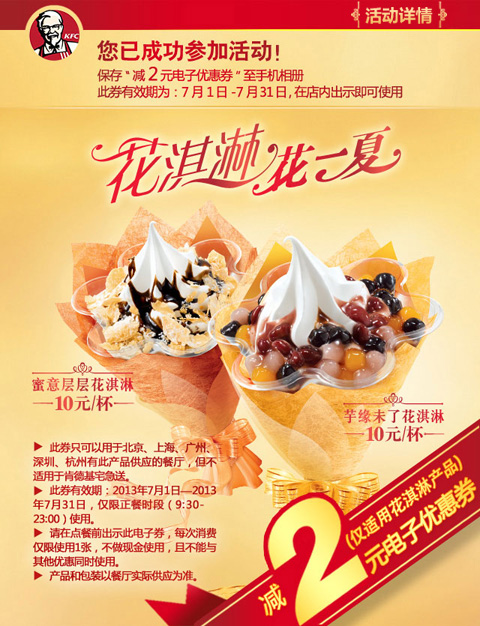 活动详情
KFC
您已成功参加活动！
保存“减2元电子优惠券”至手机相册
此券有效期为：7月1日-7月31日，在店内出示即可使用
花淇淋花一夏
蜜意层层花淇淋
10元/杯
芋缘未了花淇淋
10元/杯
▶ 此券只可以用于北京、上海、广州、
深圳、杭州有此产品供应的餐厅，但不
适用于肯德基宅急送。
▶ 此券有效期：2013年7月1日—2013
年7月31日，仅限正餐时段（9:30-
23:00）使用。
▶ 请在点餐前出示此电子券，每次消费
仅限使用1张，不做现金使用，且不能与
其他优惠同时使用。
▶ 产品和包装以餐厅实际供应为准。
(仅适用花淇淋产品)
减2元电子优惠券